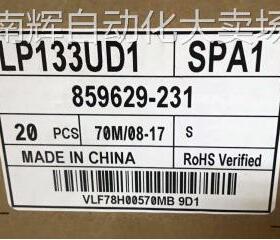 南辉自动化大卖场
LP133UD1 SPA1
859629-231
20 PCS 70M/08-17 S
MADE IN CHINA RoHS Verified
VLF78H00570MB 9D1